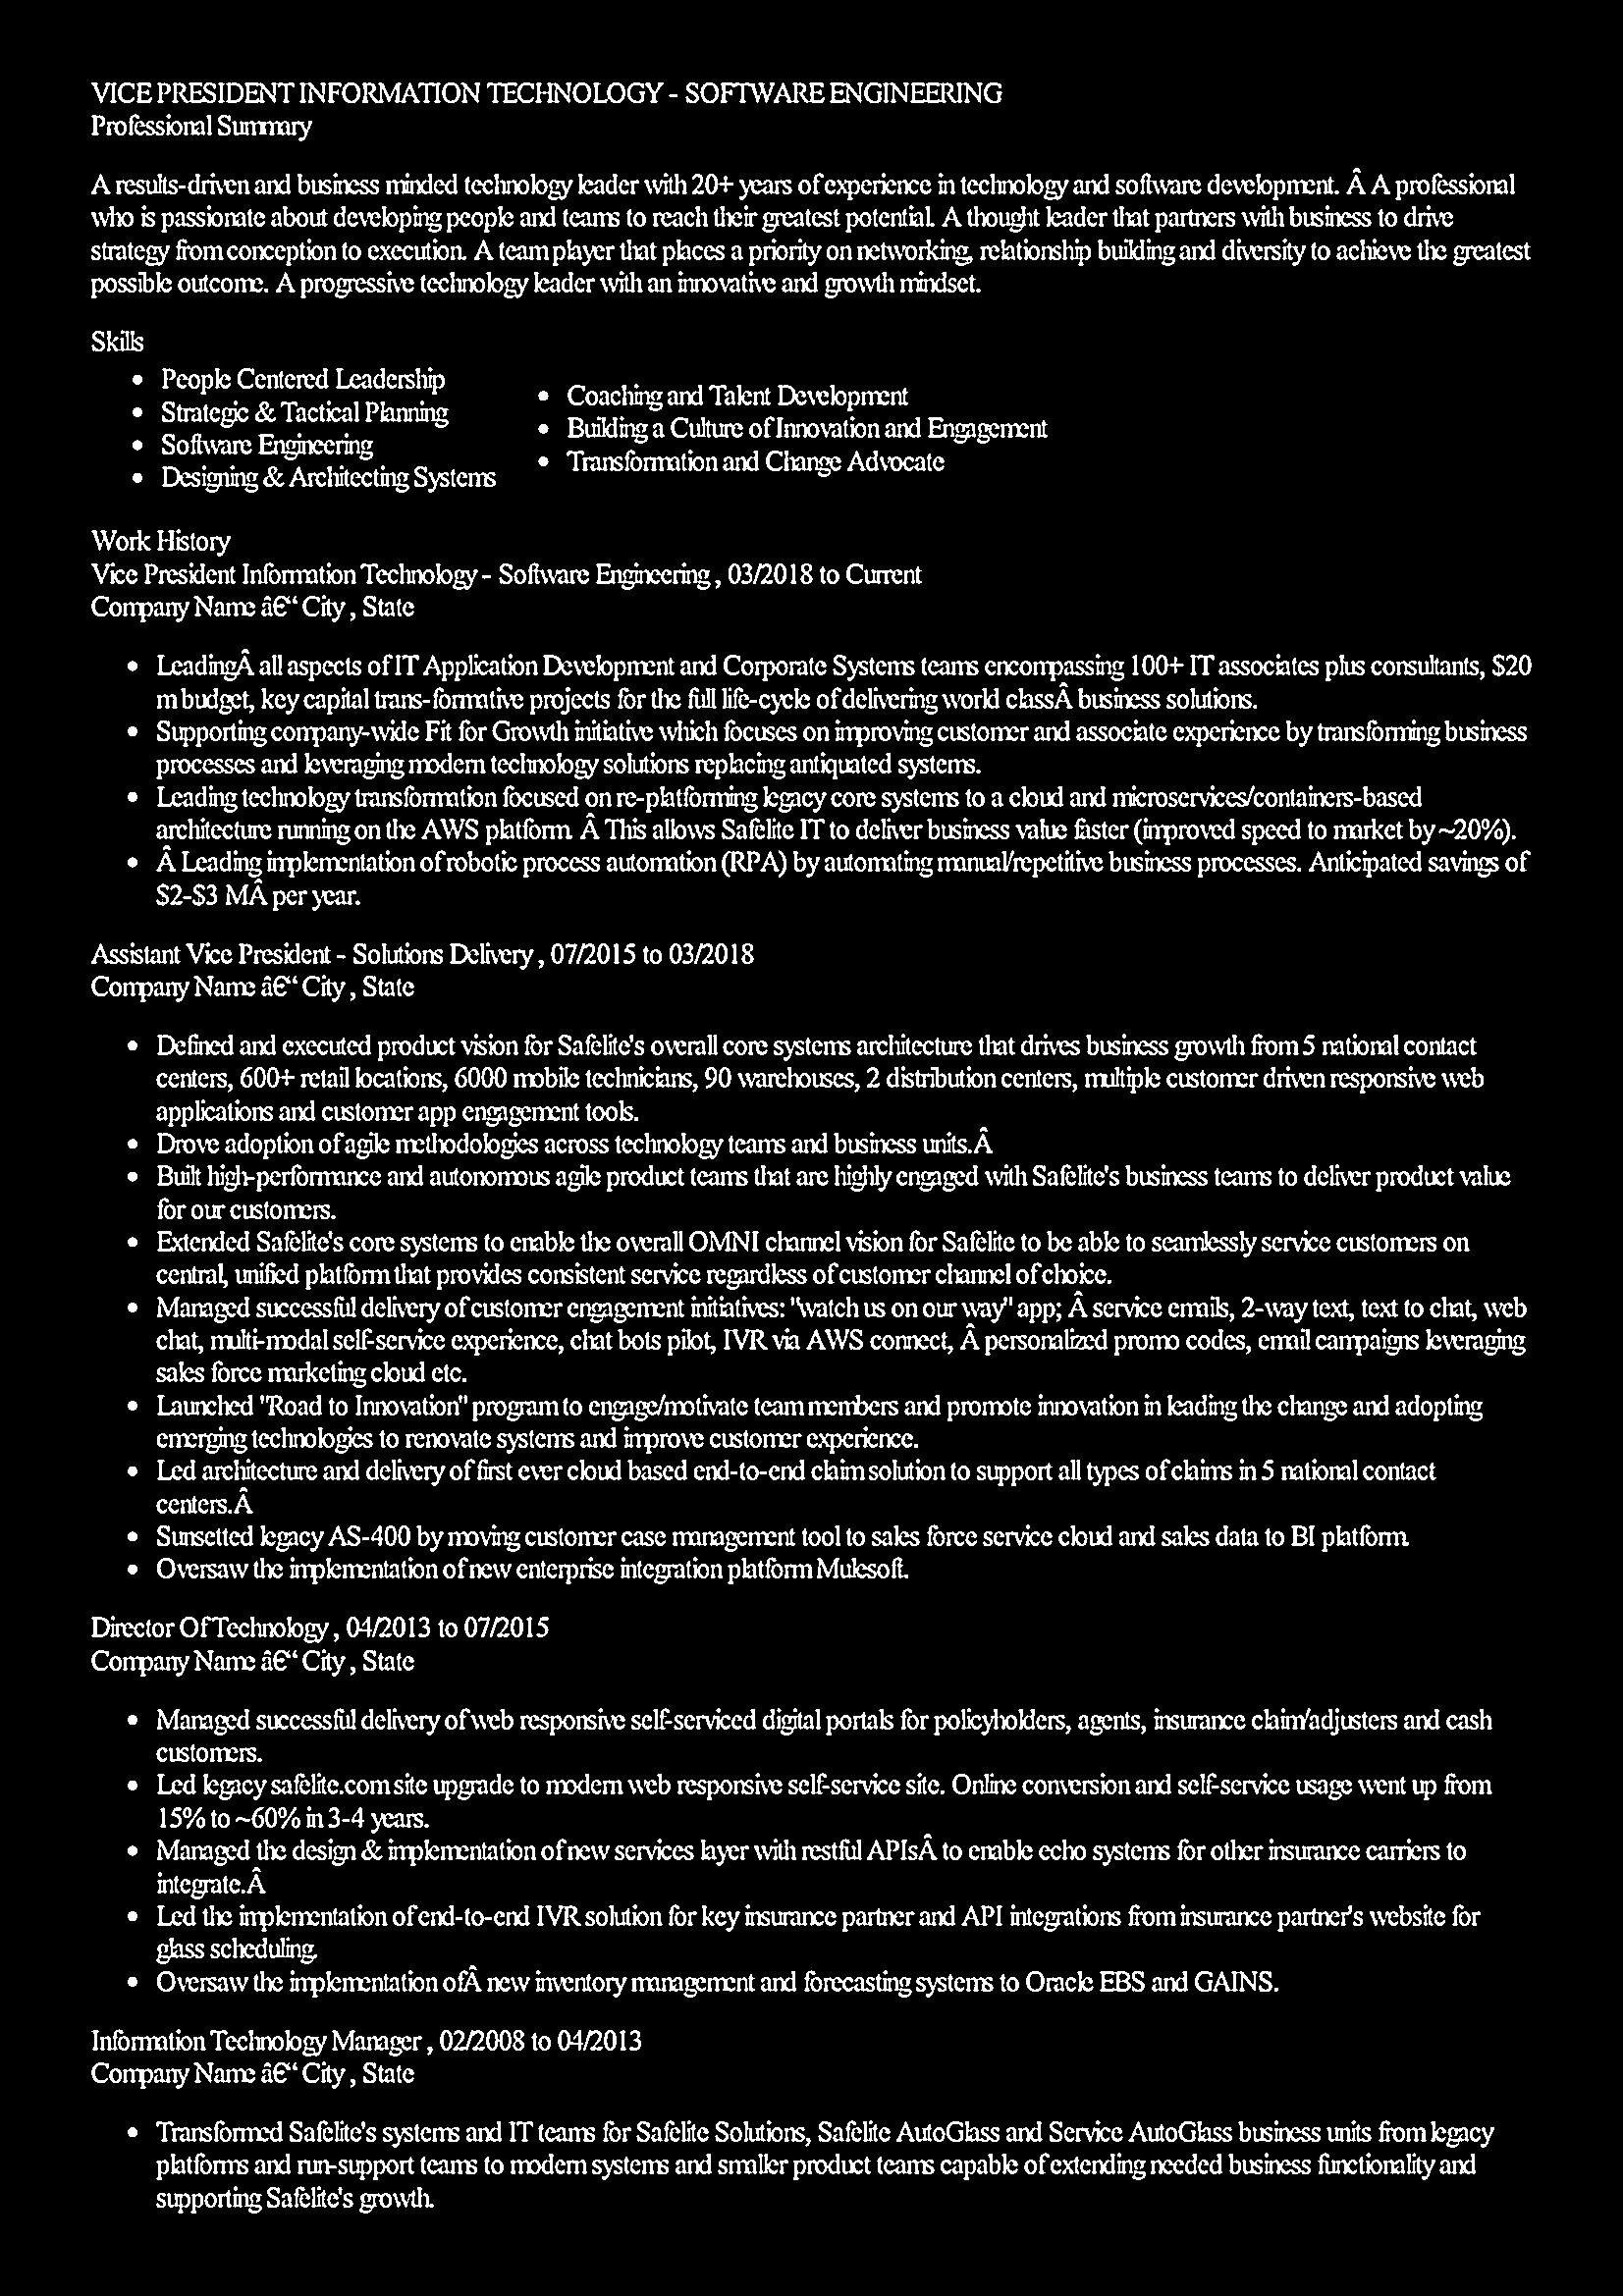 VICE PRESIDENT INFORMATION TECHNOLOGY - SOFTWARE ENGINEERING
Professional Summary
A results-driven and business minded technology leader with 20+ years of experience in technology and software development. Â A professional
who is passionate about developing people and teams to reach their greatest potential. A thought leader that partners with business to drive
strategy from conception to execution. A team player that places a priority on networking, relationship building and diversity to achieve the greatest
possible outcome. A progressive technology leader with an innovative and growth mindset.
Skills
• People Centered Leadership
• Strategic & Tactical Planning
• Software Engineering
• Designing & Architecting Systems
• Coaching and Talent Development
• Building a Culture of Innovation and Engagement
• Transformation and Change Advocate
Work History
Vice President Information Technology - Software Engineering , 03/2018 to Current
Company Name â€“ City , State
• LeadingÂ all aspects of IT Application Development and Corporate Systems teams encompassing 100+ IT associates plus consultants, $20
m budget, key capital trans-formative projects for the full life-cycle of delivering world classÂ business solutions.
• Supporting company-wide Fit for Growth initiative which focuses on improving customer and associate experience by transforming business
processes and leveraging modern technology solutions replacing antiquated systems.
• Leading technology transformation focused on re-platforming legacy core systems to a cloud and microservices/containers-based
architecture running on the AWS platform. Â This allows Safelite IT to deliver business value faster (improved speed to market by ~20%).
• Â Leading implementation of robotic process automation (RPA) by automating manual/repetitive business processes. Anticipated savings of
$2-$3 MÂ per year.
Assistant Vice President - Solutions Delivery , 07/2015 to 03/2018
Company Name â€“ City , State
• Defined and executed product vision for Safelite's overall core systems architecture that drives business growth from 5 national contact
centers, 600+ retail locations, 6000 mobile technicians, 90 warehouses, 2 distribution centers, multiple customer driven responsive web
applications and customer app engagement tools.
• Drove adoption of agile methodologies across technology teams and business units.Â
• Built high-performance and autonomous agile product teams that are highly engaged with Safelite's business teams to deliver product value
for our customers.
• Extended Safelite's core systems to enable the overall OMNI channel vision for Safelite to be able to seamlessly service customers on
central, unified platform that provides consistent service regardless of customer channel of choice.
• Managed successful delivery of customer engagement initiatives: "watch us on our way" app; Â service emails, 2-way text, text to chat, web
chat, multi-modal self-service experience, chat bots pilot, IVR via AWS connect, Â personalized promo codes, email campaigns leveraging
sales force marketing cloud etc.
• Launched "Road to Innovation" program to engage/motivate team members and promote innovation in leading the change and adopting
emerging technologies to renovate systems and improve customer experience.
• Led architecture and delivery of first ever cloud based end-to-end claim solution to support all types of claims in 5 national contact
centers.Â
• Sunsetted legacy AS-400 by moving customer case management tool to sales force service cloud and sales data to BI platform.
• Oversaw the implementation of new enterprise integration platform Mulesoft.
Director Of Technology , 04/2013 to 07/2015
Company Name â€“ City , State
• Managed successful delivery of web responsive self-serviced digital portals for policyholders, agents, insurance claim/adjusters and cash
customers.
• Led legacy safelite.com site upgrade to modern web responsive self-service site. Online conversion and self-service usage went up from
15% to ~60% in 3-4 years.
• Managed the design & implementation of new services layer with restful APIsÂ to enable echo systems for other insurance carriers to
integrate.Â
• Led the implementation of end-to-end IVR solution for key insurance partner and API integrations from insurance partner's website for
glass scheduling.
• Oversaw the implementation ofÂ new inventory management and forecasting systems to Oracle EBS and GAINS.
Information Technology Manager , 02/2008 to 04/2013
Company Name â€“ City , State
• Transformed Safelite's systems and IT teams for Safelite Solutions, Safelite AutoGlass and Service AutoGlass business units from legacy
platforms and run-support teams to modern systems and smaller product teams capable of extending needed business functionality and
supporting Safelite's growth.